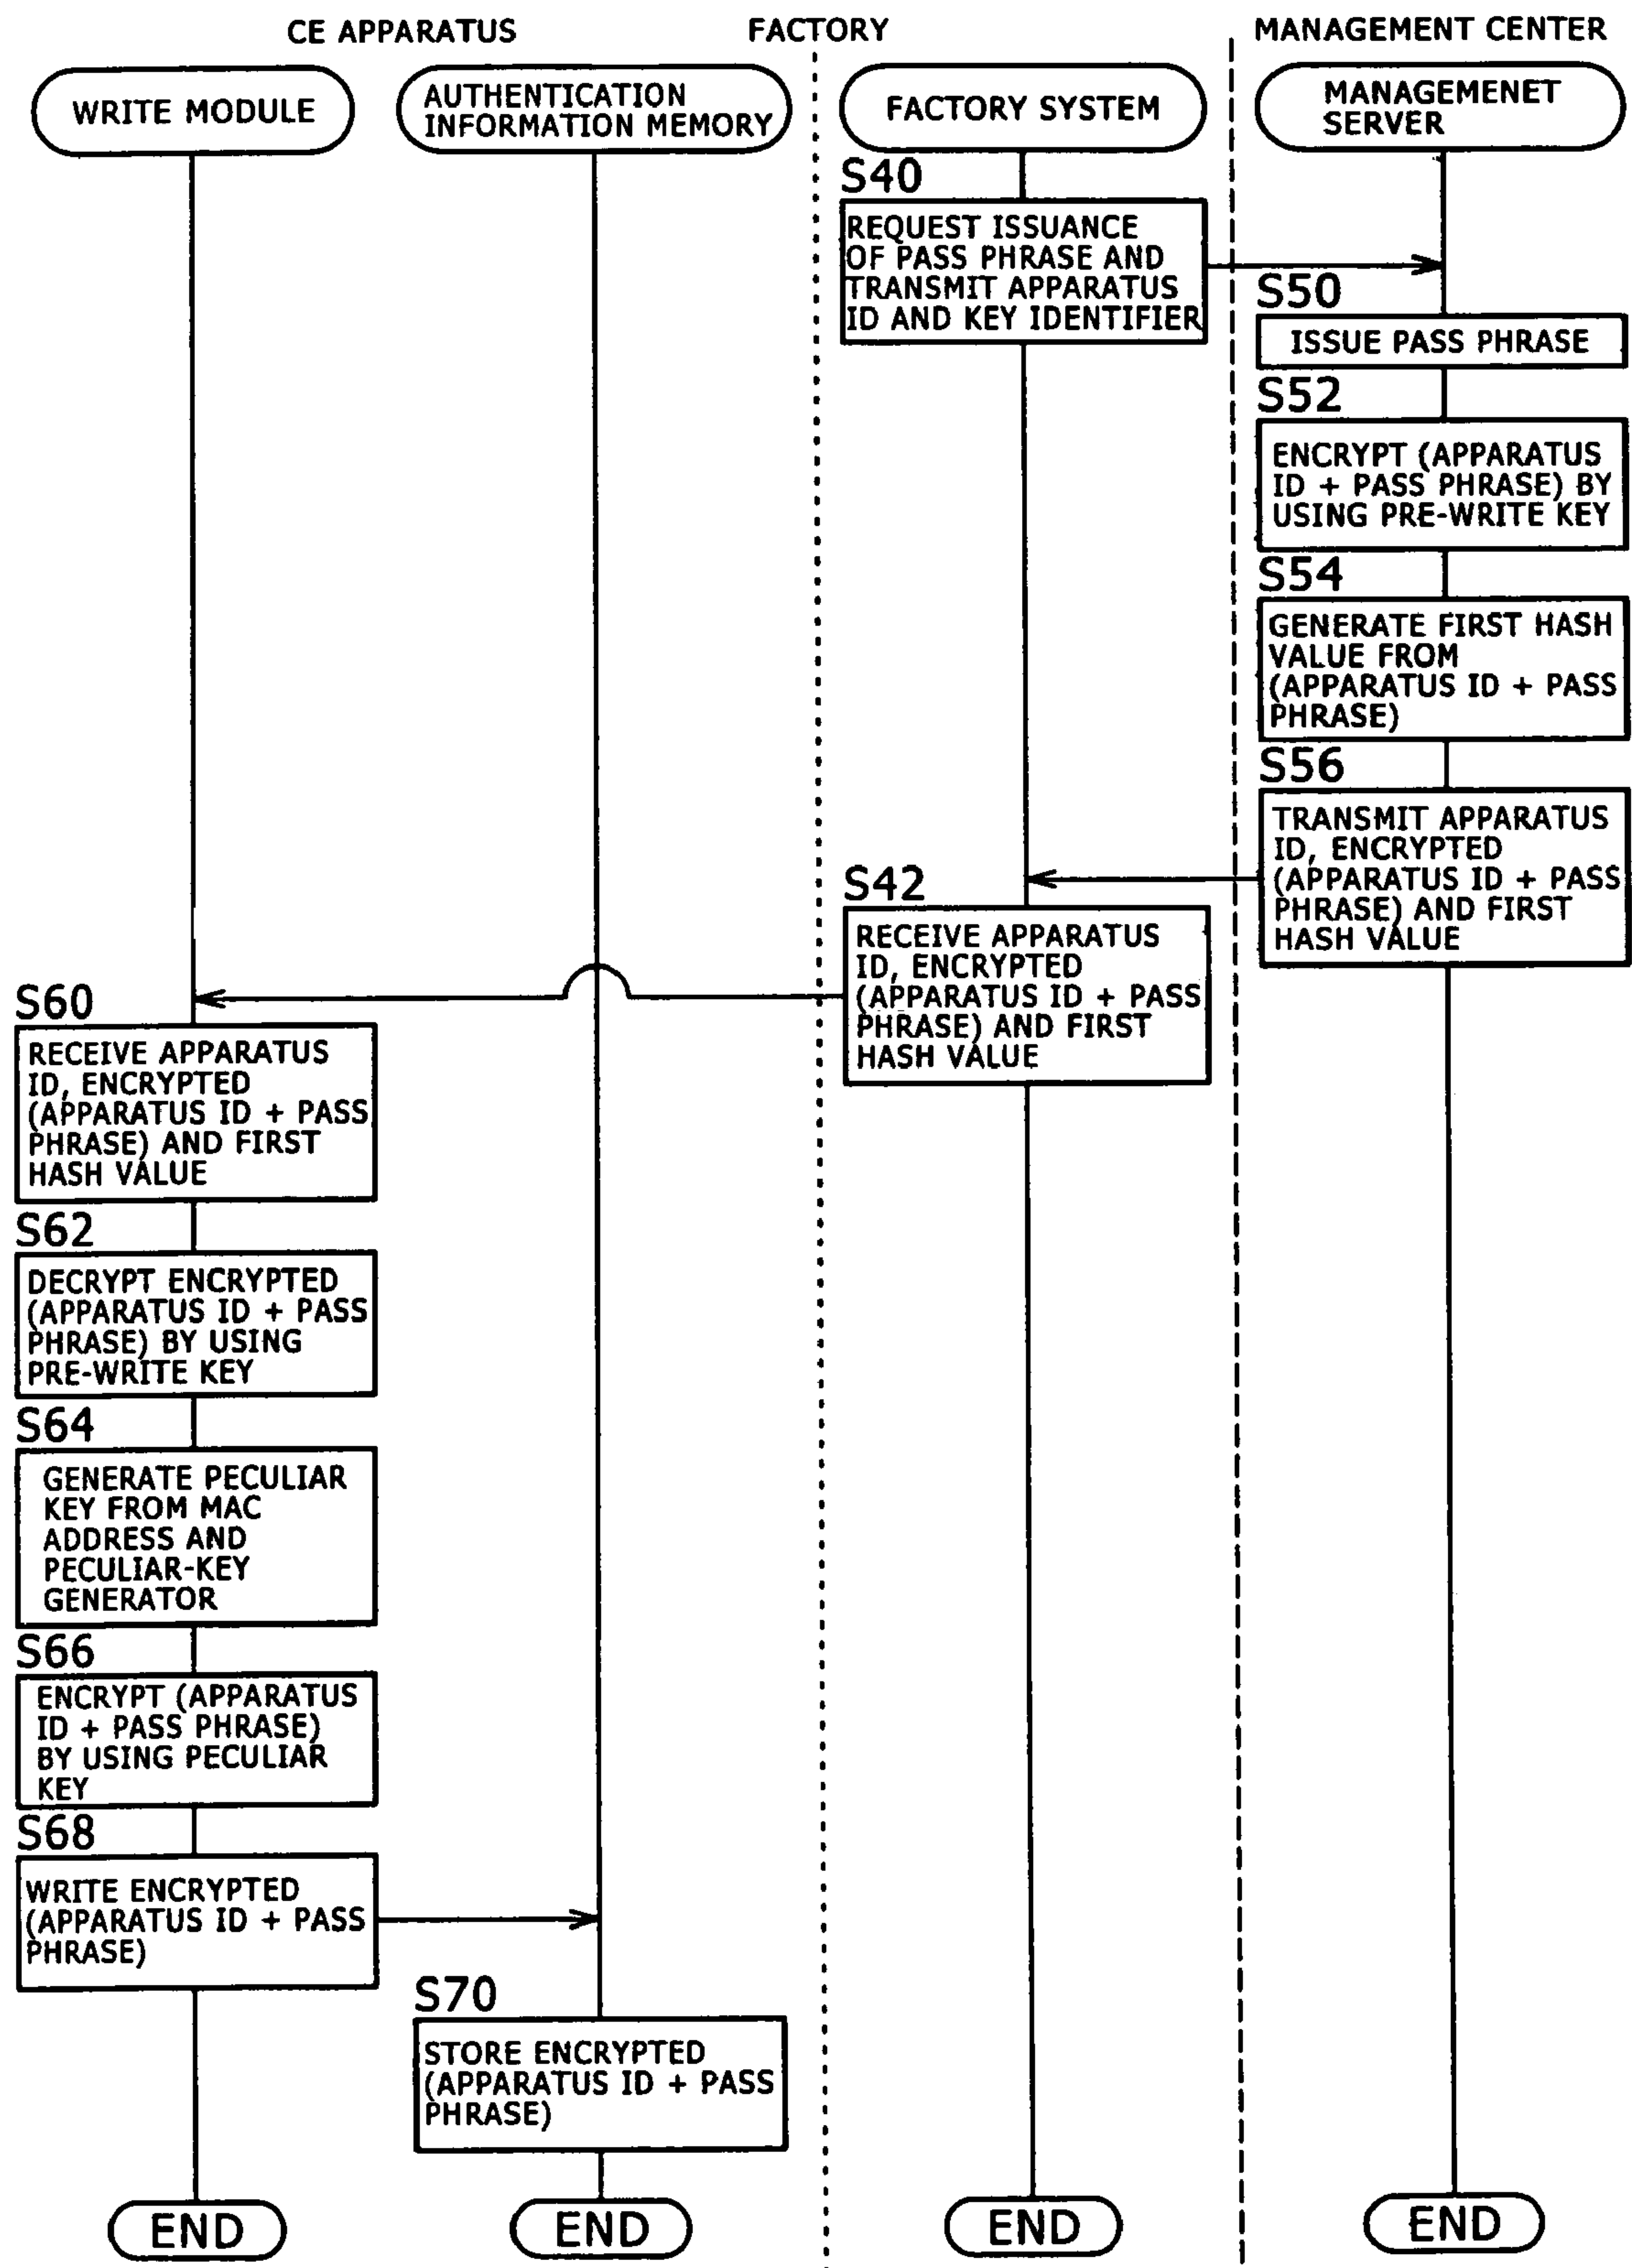 CE APPARATUS
FACTORY
MANAGEMENT CENTER
WRITE MODULE
AUTHENTICATION
INFORMATION MEMORY
FACTORY SYSTEM
MANAGEMENET
SERVER
S40
REQUEST ISSUANCE
OF PASS PHRASE AND
TRANSMIT APPARATUS
ID AND KEY IDENTIFIER
S50
ISSUE PASS PHRASE
S52
ENCRYPT (APPARATUS
ID + PASS PHRASE) BY
USING PRE-WRITE KEY
S54
GENERATE FIRST HASH
VALUE FROM
(APPARATUS ID + PASS
PHRASE)
S56
TRANSMIT APPARATUS
ID, ENCRYPTED
(APPARATUS ID + PASS
PHRASE) AND FIRST
HASH VALUE
S42
RECEIVE APPARATUS
ID, ENCRYPTED
(APPARATUS ID + PASS
PHRASE) AND FIRST
HASH VALUE
S60
RECEIVE APPARATUS
ID, ENCRYPTED
(APPARATUS ID + PASS
PHRASE) AND FIRST
HASH VALUE
S62
DECRYPT ENCRYPTED
(APPARATUS ID + PASS
PHRASE) BY USING
PRE-WRITE KEY
S64
GENERATE PECULIAR
KEY FROM MAC
ADDRESS AND
PECULIAR-KEY
GENERATOR
S66
ENCRYPT (APPARATUS
ID + PASS PHRASE)
BY USING PECULIAR
KEY
S68
WRITE ENCRYPTED
(APPARATUS ID + PASS
PHRASE)
S70
STORE ENCRYPTED
(APPARATUS ID + PASS
PHRASE)
END
END
END
END